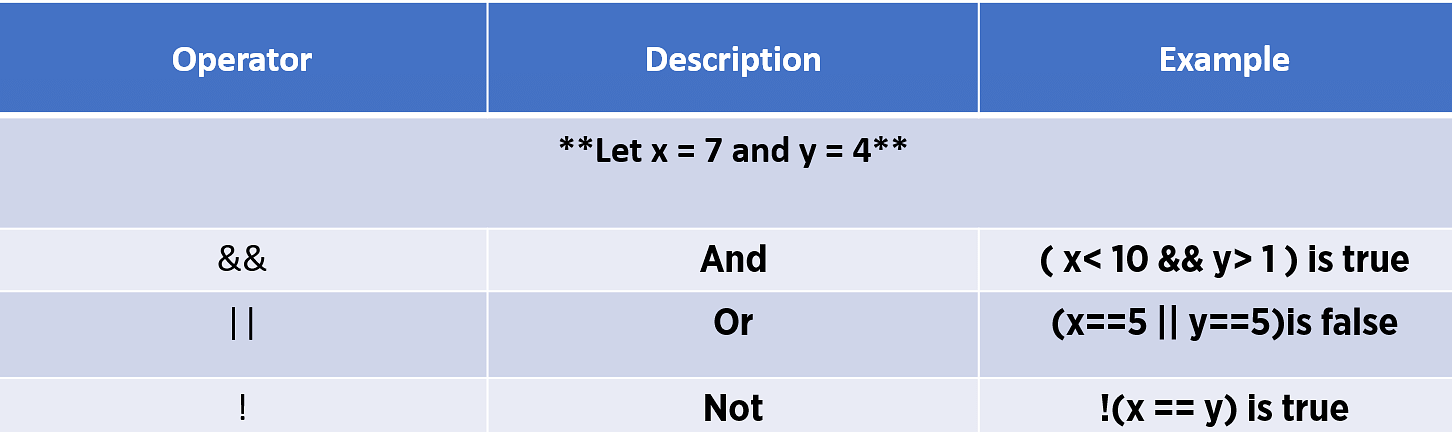 Operator Description Example
**Let x = 7 and y = 4**
&& And ( x< 10 && y> 1 ) is true
|| Or (x==5 || y==5)is false
! Not !(x == y) is true